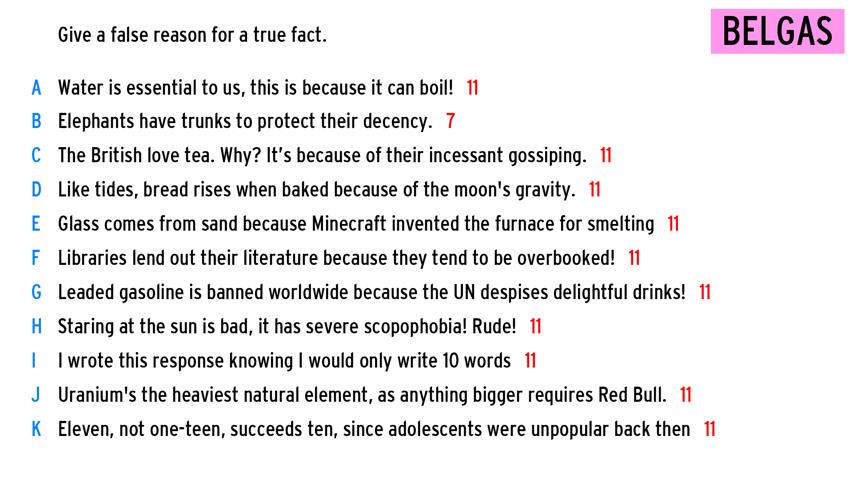 Give a false reason for a true fact.
BELGAS
A Water is essential to us, this is because it can boil! 11
B Elephants have trunks to protect their decency. 7
C The British love tea. Why? It's because of their incessant gossiping. 11
D Like tides, bread rises when baked because of the moon's gravity. 11
E Glass comes from sand because Minecraft invented the furnace for smelting 11
F Libraries lend out their literature because they tend to be overbooked! 11
G Leaded gasoline is banned worldwide because the UN despises delightful drinks! 11
H Staring at the sun is bad, it has severe scopophobia! Rude! 11
I I wrote this response knowing I would only write 10 words 11
J Uranium's the heaviest natural element, as anything bigger requires Red Bull. 11
K Eleven, not one-teen, succeeds ten, since adolescents were unpopular back then 11